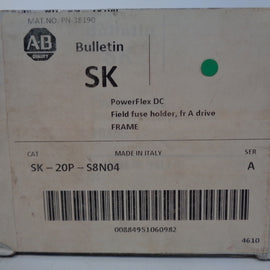 MAT.NO. PN-38190
AB
QUALITY
Bulletin
SK
PowerFlex DC
Field fuse holder, fr A drive
FRAME
CAT
MADE IN ITALY
SER
SK – 20P – S8N04
A
00884951060982
4610